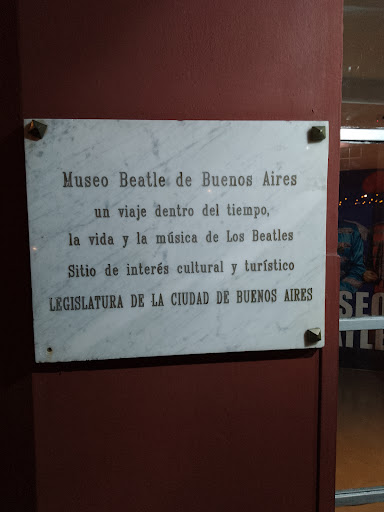 Museo Beatle de Buenos Aires
un viaje dentro del tiempo,
la vida y la música de Los Beatles
Sitio de interés cultural y turístico
LEGISLATURA DE LA CIUDAD DE BUENOS AIRES